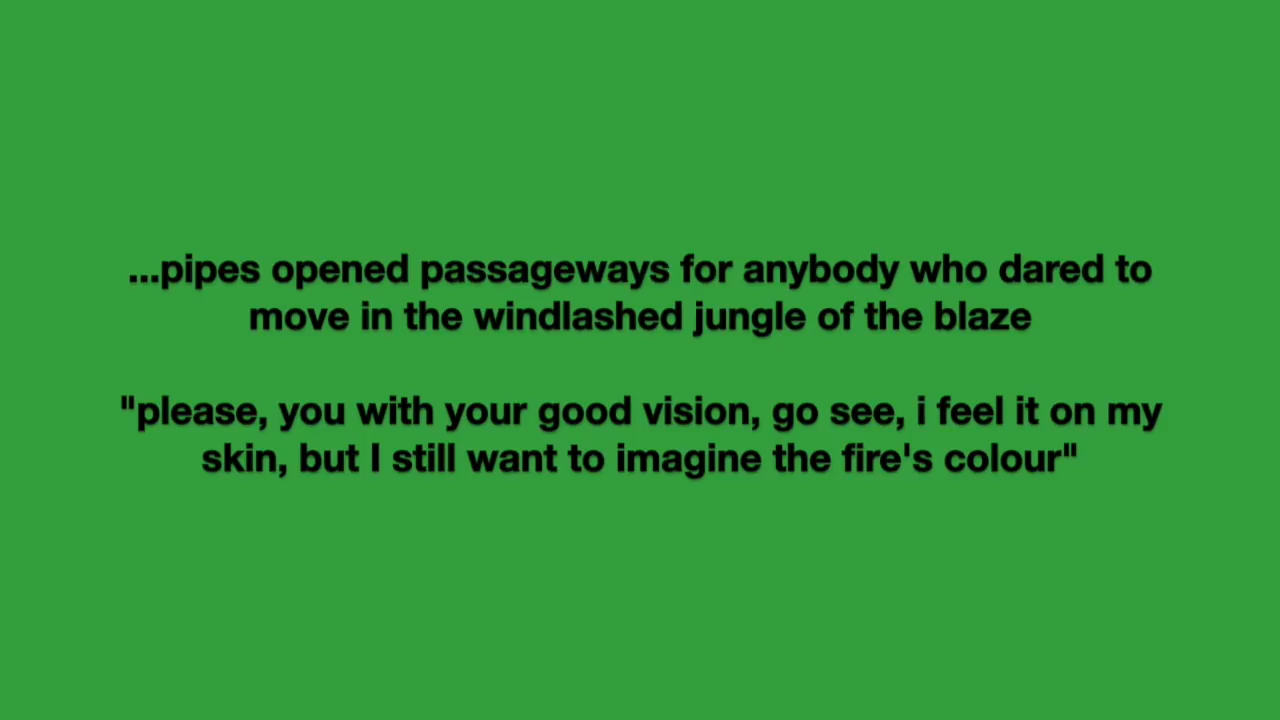 ...pipes opened passageways for anybody who dared to
move in the windlashed jungle of the blaze
"please, you with your good vision, go see, i feel it on my
skin, but I still want to imagine the fire's colour"